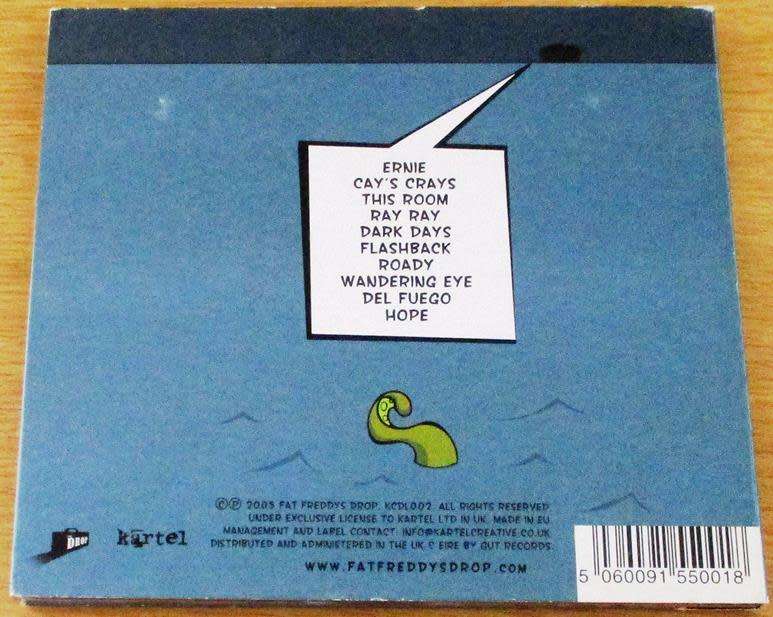 ERNIE
CAY'S CRAYS
THIS ROOM
RAY RAY
DARK DAYS
FLASHBACK
ROADY
WANDERING EYE
DEL FUEGO
HOPE
©℗ 2005 FAT FREDDYS DROP. KCDL002. ALL RIGHTS RESERVED
UNDER EXCLUSIVE LICENSE TO KARTEL LTD IN UK. MADE IN EU
MANAGEMENT AND LABEL CONTACT: INFO@KARTELCREATIVE.CO.UK
DISTRIBUTED AND ADMINISTERED IN THE UK & EIRE BY GUT RECORDS
WWW.FATFREDDYSDROP.COM
DROP
kartel
5 060091 550018